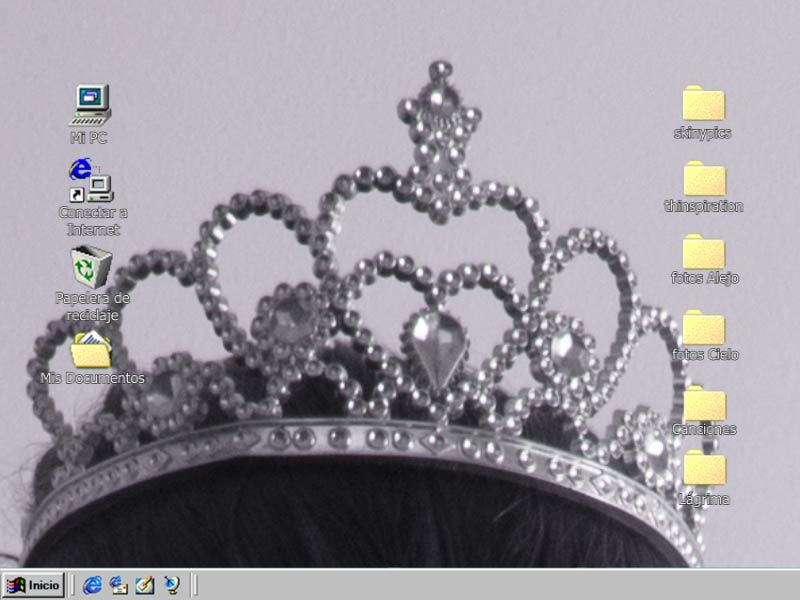 Mi PC
Conectar a
Internet
Papelera de
reciclaje
Mis Documentos
skinypics
thinspiration
fotos Alejo
fotos Cielo
Canciones
Lágrima
Inicio